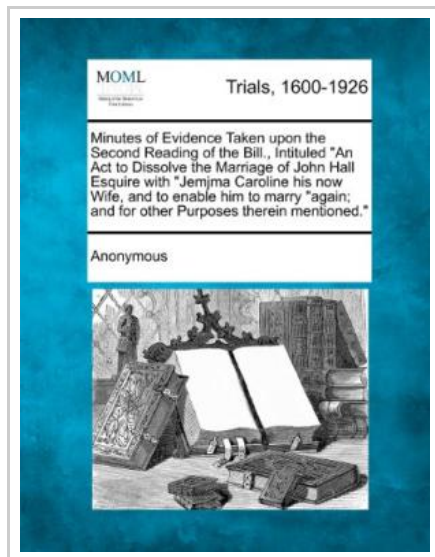 MOML
Trials, 1600-1926
Minutes of Evidence Taken upon the
Second Reading of the Bill., Intituled "An
Act to Dissolve the Marriage of John Hall
Esquire with "Jemjma Caroline his now
Wife, and to enable him to marry "again;
and for other Purposes therein mentioned."
Anonymous